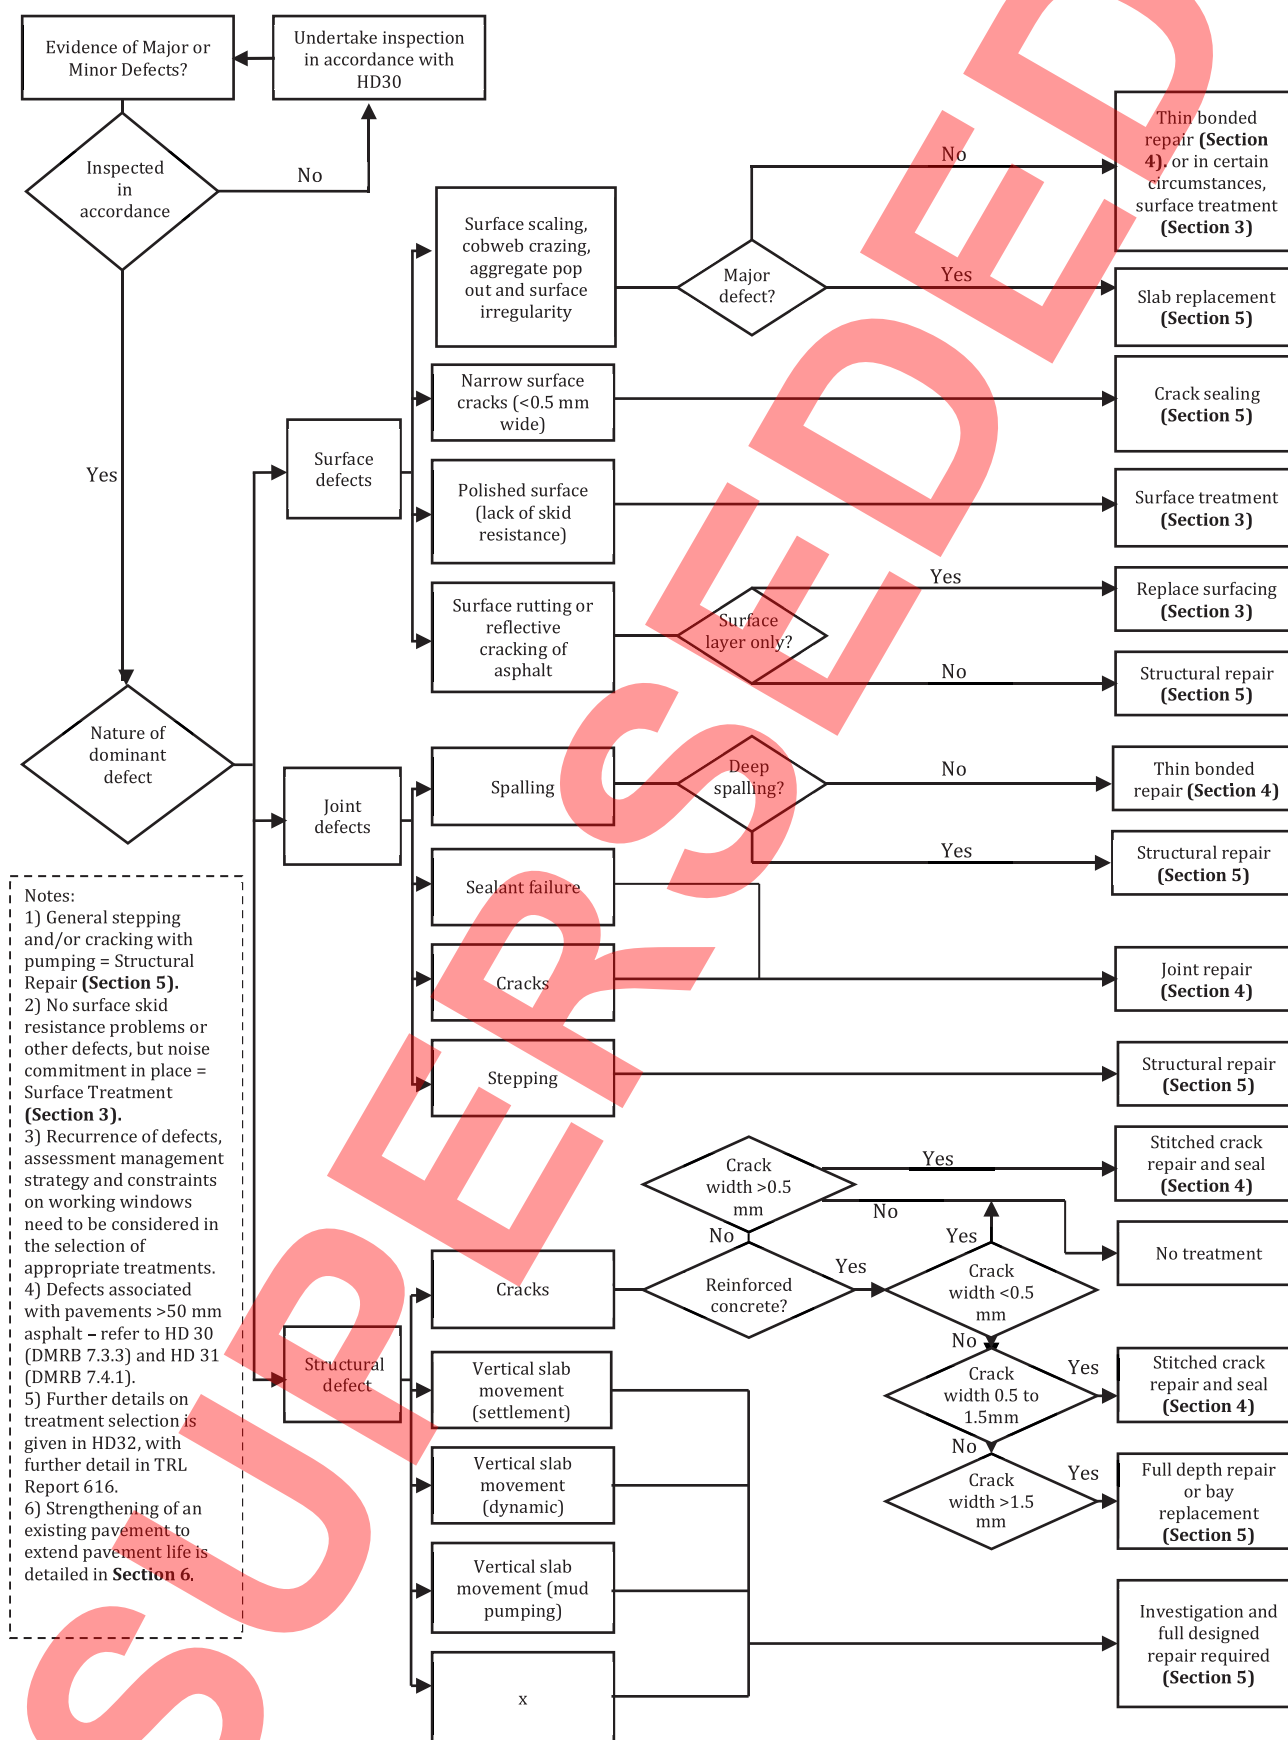 Evidence of Major or
Minor Defects?
Undertake inspection
in accordance with
HD30
Inspected
in
accordance
No
Yes
Nature of
dominant
defect
Surface
defects
Surface scaling,
cobweb crazing,
aggregate pop
out and surface
irregularity
Major
defect?
No
Thin bonded
repair (Section
4). or in certain
circumstances,
surface treatment
(Section 3)
Yes
Slab replacement
(Section 5)
Narrow surface
cracks (<0.5 mm
wide)
Crack sealing
(Section 5)
Polished surface
(lack of skid
resistance)
Surface treatment
(Section 3)
Surface rutting or
reflective
cracking of
asphalt
Surface
layer only?
Yes
Replace surfacing
(Section 3)
No
Structural repair
(Section 5)
Joint
defects
Spalling
Deep
spalling?
No
Thin bonded
repair (Section 4)
Yes
Structural repair
(Section 5)
Sealant failure
Cracks
Joint repair
(Section 4)
Stepping
Structural repair
(Section 5)
Structural
defect
Cracks
Reinforced
concrete?
No
Crack
width >0.5
mm
Yes
Stitched crack
repair and seal
(Section 4)
No
No treatment
Yes
Crack
width <0.5
mm
Yes
No
Crack
width 0.5 to
1.5mm
Yes
Stitched crack
repair and seal
(Section 4)
No
Crack
width >1.5
mm
Yes
Full depth repair
or bay
replacement
(Section 5)
Vertical slab
movement
(settlement)
Vertical slab
movement
(dynamic)
Vertical slab
movement (mud
pumping)
x
Investigation and
full designed
repair required
(Section 5)
Notes:
1) General stepping
and/or cracking with
pumping = Structural
Repair (Section 5).
2) No surface skid
resistance problems or
other defects, but noise
commitment in place =
Surface Treatment
(Section 3).
3) Recurrence of defects,
assessment management
strategy and constraints
on working windows
need to be considered in
the selection of
appropriate treatments.
4) Defects associated
with pavements >50 mm
asphalt – refer to HD 30
(DMRB 7.3.3) and HD 31
(DMRB 7.4.1).
5) Further details on
treatment selection is
given in HD32, with
further detail in TRL
Report 616.
6) Strengthening of an
existing pavement to
extend pavement life is
detailed in Section 6.
SUPERSEDED